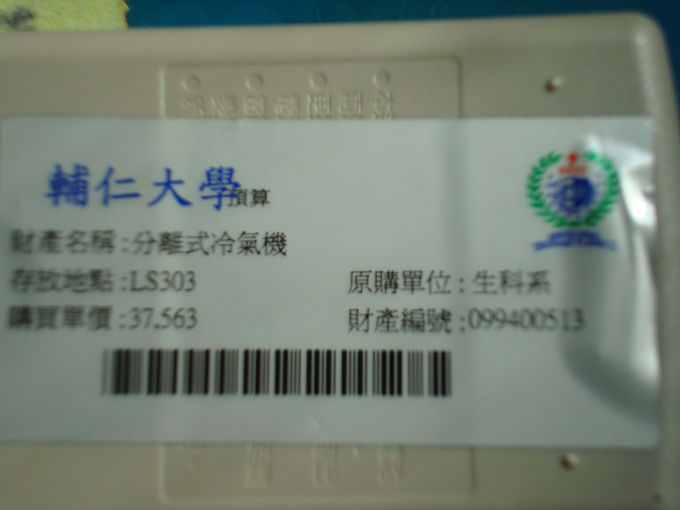 輔仁大學預算
財產名稱:分離式冷氣機
存放地點:LS303 原購單位:生科系
購買單價:37,563 財產編號:099400513